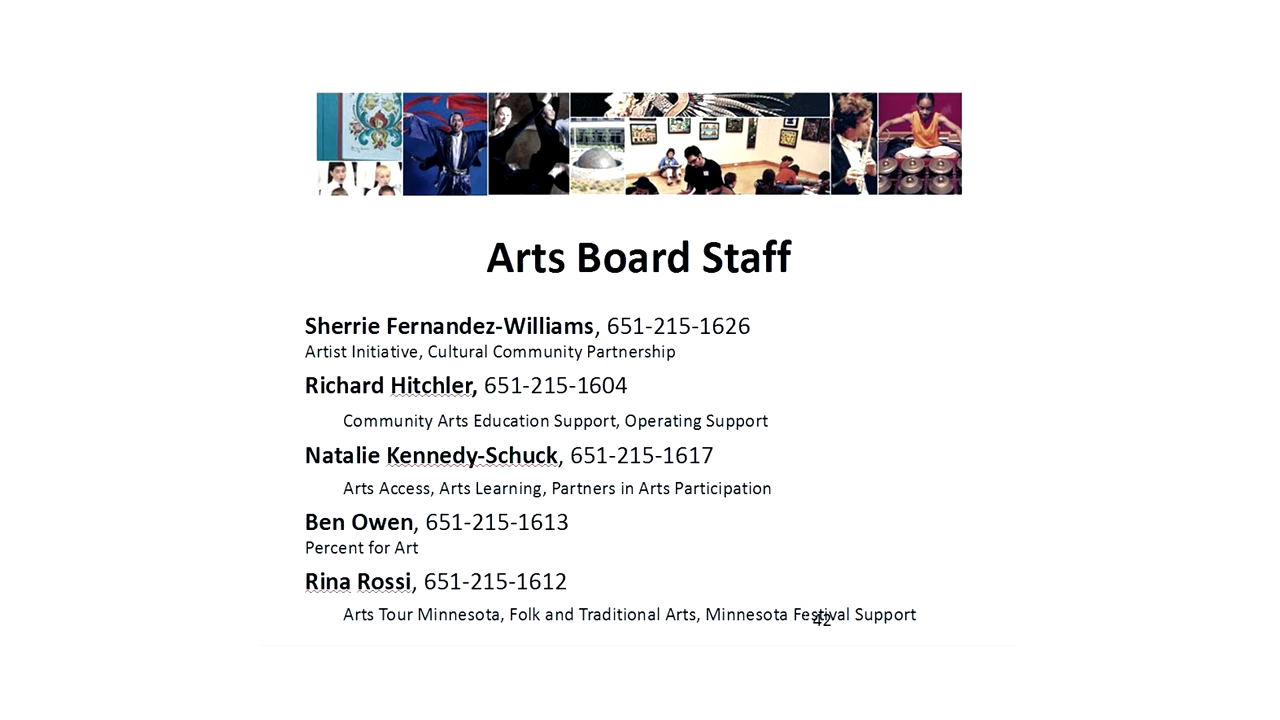 Arts Board Staff
Sherrie Fernandez-Williams, 651-215-1626
Artist Initiative, Cultural Community Partnership
Richard Hitchler, 651-215-1604
Community Arts Education Support, Operating Support
Natalie Kennedy-Schuck, 651-215-1617
Arts Access, Arts Learning, Partners in Arts Participation
Ben Owen, 651-215-1613
Percent for Art
Rina Rossi, 651-215-1612
Arts Tour Minnesota, Folk and Traditional Arts, Minnesota Festival Support
42